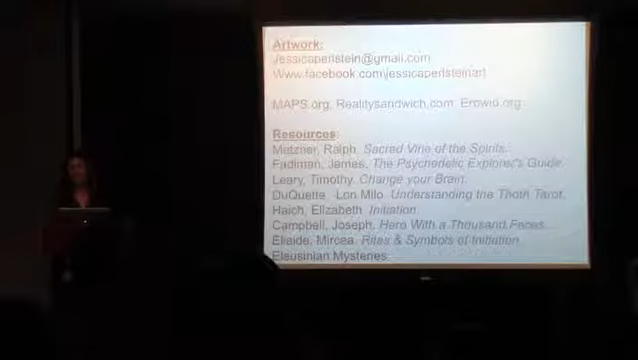 Artwork:
Jessicaperlstein@gmail.com
Www.facebook.com/jessicaperlsteinart
MAPS.org, Realitysandwich.com, Erowid.org
Resources:
Metzner, Ralph. Sacred Vine of the Spirits.
Fadiman, James. The Psychedelic Explorer's Guide.
Leary, Timothy. Change your Brain.
DuQuette, Lon Milo. Understanding the Thoth Tarot.
Haich, Elizabeth. Initiation.
Campbell, Joseph. Hero With a Thousand Faces.
Eliade, Mircea. Rites & Symbols of Initiation.
Eleusinian Mysteries.